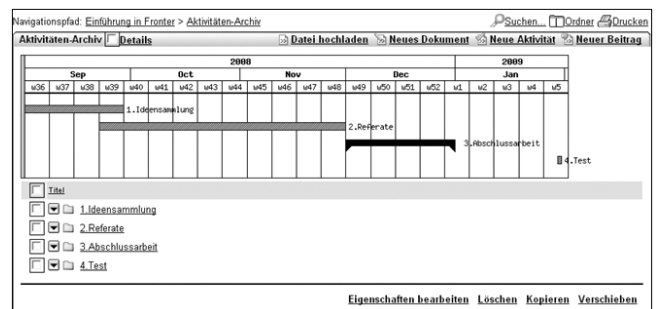 Navigationspfad: Einführung in Fronter > Aktivitäten-Archiv Suchen... Ordner Drucken
Aktivitäten-Archiv Details Datei hochladen Neues Dokument Neue Aktivität Neuer Beitrag
2008 2009
Sep Oct Nov Dec Jan
w36 w37 w38 w39 w40 w41 w42 w43 w44 w45 w46 w47 w48 w49 w50 w51 w52 w1 w2 w3 w4 w5
1.Ideensammlung
2.Referate
3.Abschlussarbeit
4.Test
Titel
1.Ideensammlung
2.Referate
3.Abschlussarbeit
4.Test
Eigenschaften bearbeiten Löschen Kopieren Verschieben